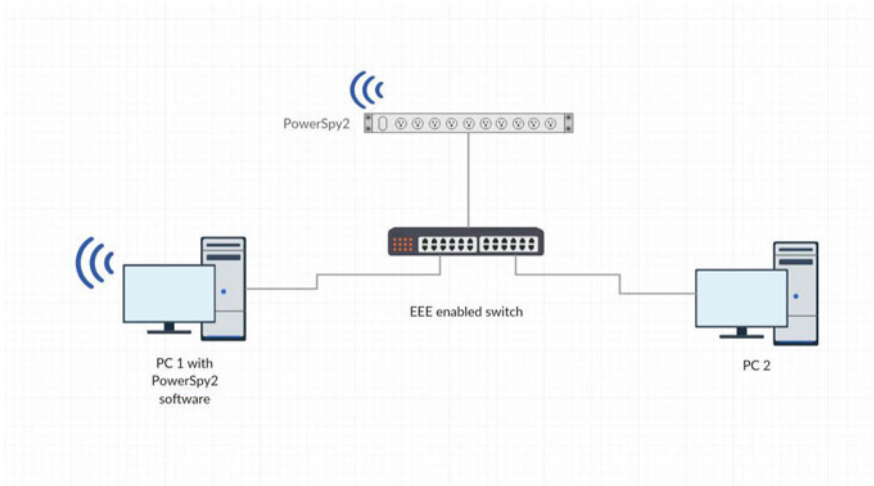 PowerSpy2
EEE enabled switch
PC 1 with
PowerSpy2
software
PC 2